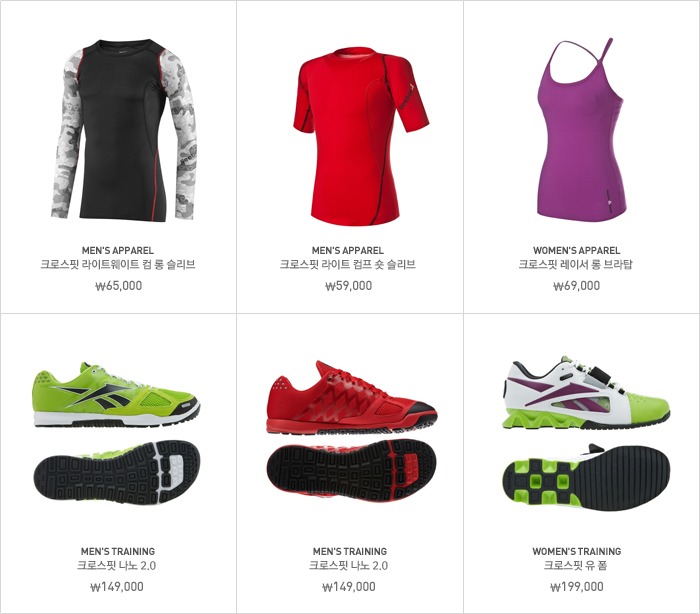 MEN'S APPAREL
크로스핏 라이트웨이트 컴 롱 슬리브
₩65,000
MEN'S APPAREL
크로스핏 라이트 컴프 숏 슬리브
₩59,000
WOMEN'S APPAREL
크로스핏 레이서 롱 브라탑
₩69,000
MEN'S TRAINING
크로스핏 나노 2.0
₩149,000
MEN'S TRAINING
크로스핏 나노 2.0
₩149,000
WOMEN'S TRAINING
크로스핏 유 폼
₩199,000